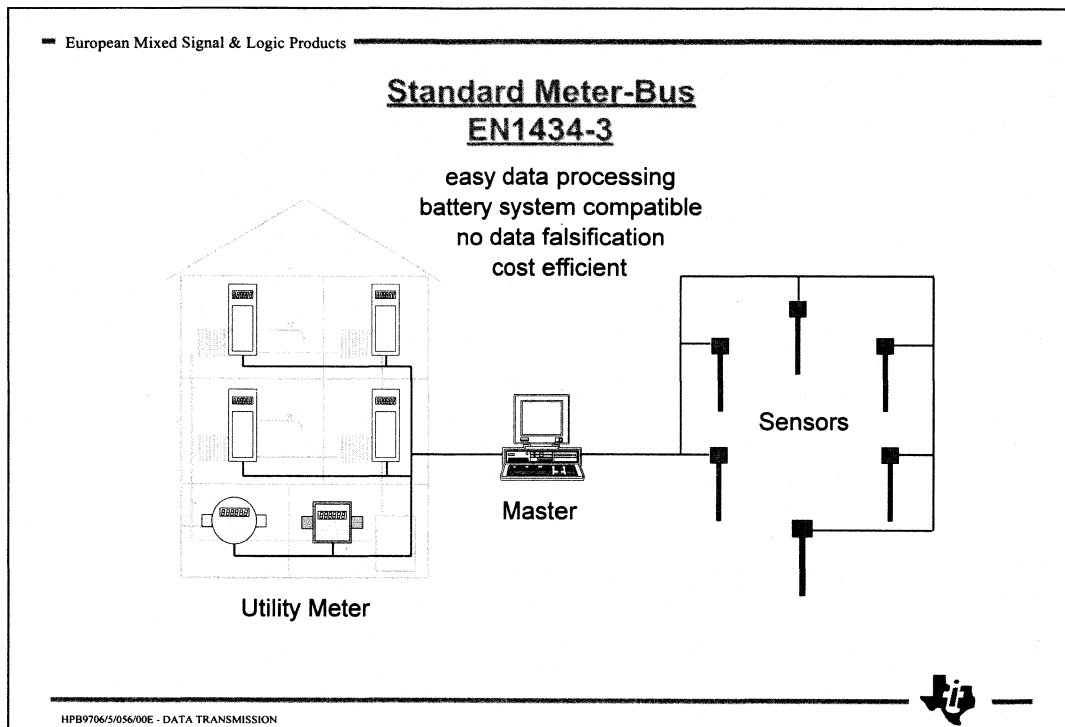 European Mixed Signal & Logic Products
Standard Meter-Bus
EN1434-3
easy data processing
battery system compatible
no data falsification
cost efficient
Sensors
Master
Utility Meter
HPB9706/5/056/00E - DATA TRANSMISSION